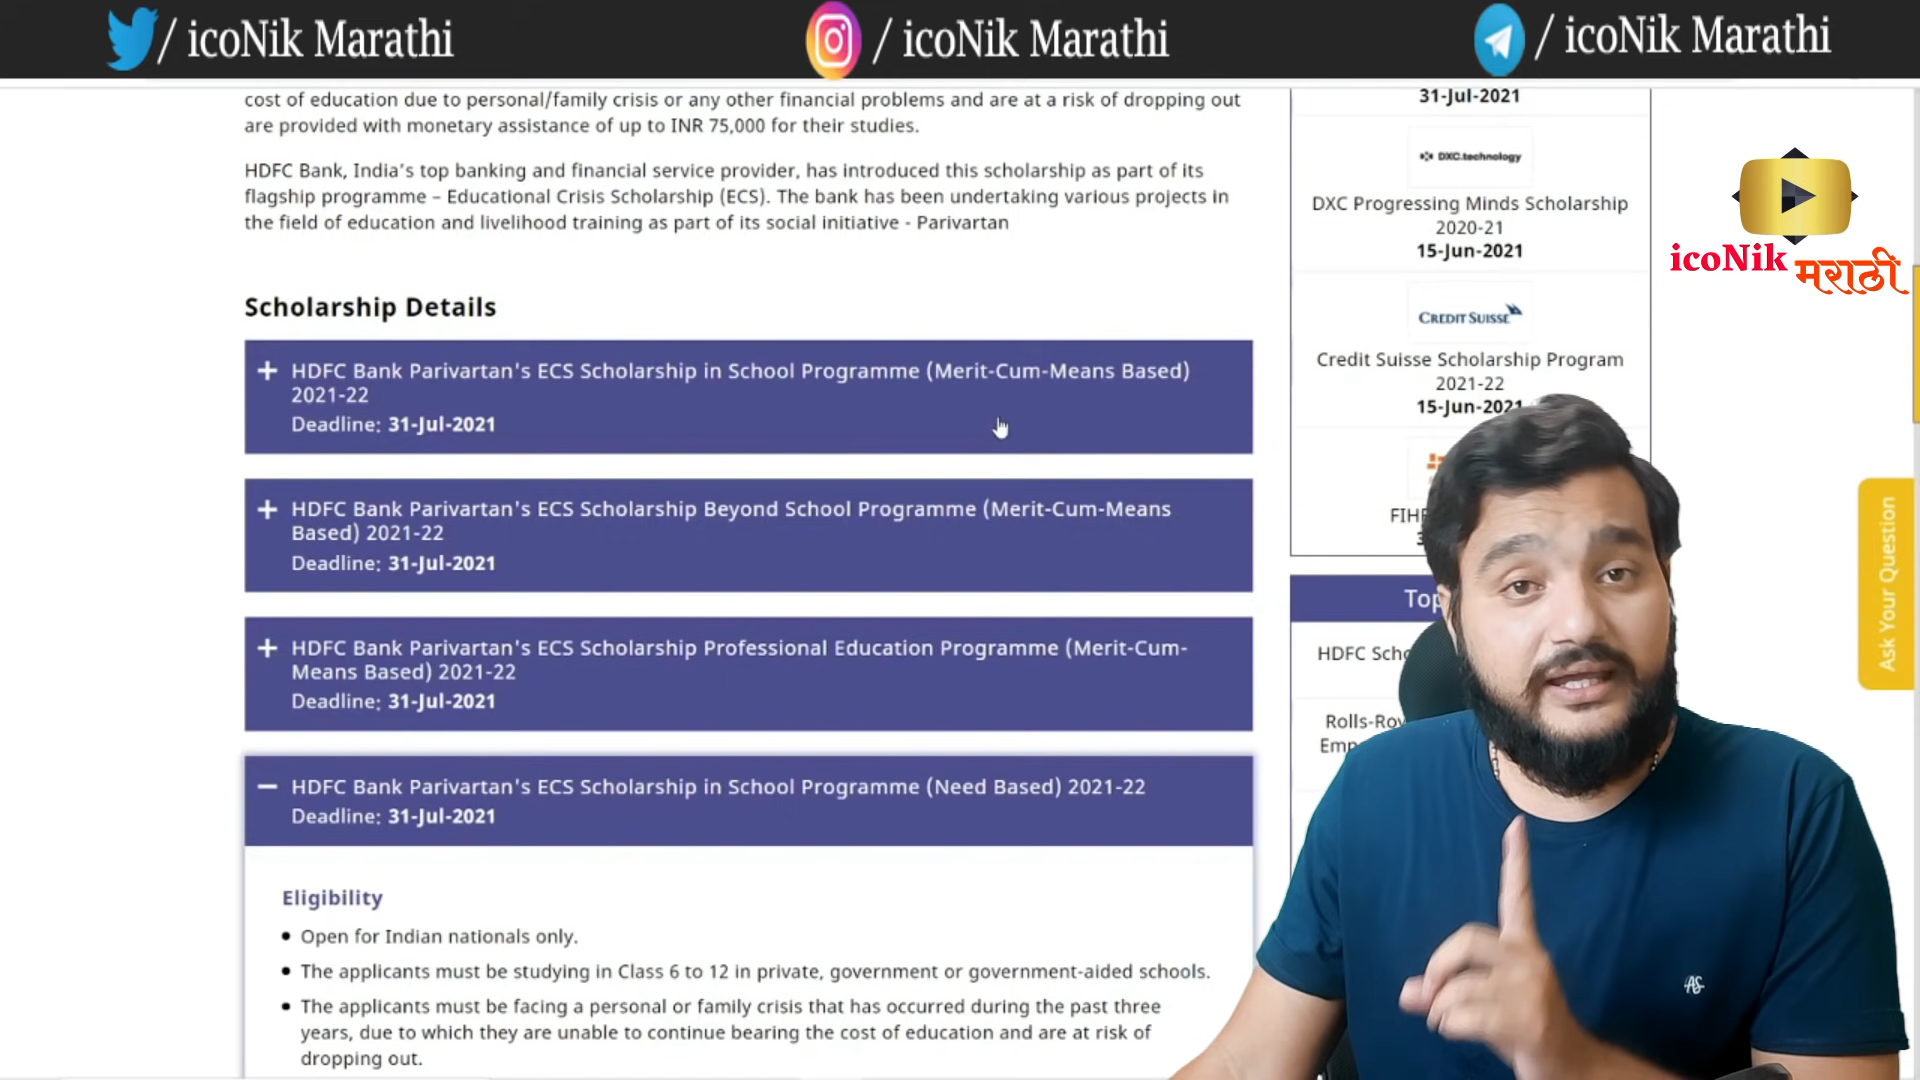 / icoNik Marathi
/ icoNik Marathi
/ icoNik Marathi
cost of education due to personal/family crisis or any other financial problems and are at a risk of dropping out
are provided with monetary assistance of up to INR 75,000 for their studies.
HDFC Bank, India's top banking and financial service provider, has introduced this scholarship as part of its
flagship programme – Educational Crisis Scholarship (ECS). The bank has been undertaking various projects in
the field of education and livelihood training as part of its social initiative - Parivartan
Scholarship Details
+ HDFC Bank Parivartan's ECS Scholarship in School Programme (Merit-Cum-Means Based)
2021-22
Deadline: 31-Jul-2021
+ HDFC Bank Parivartan's ECS Scholarship Beyond School Programme (Merit-Cum-Means
Based) 2021-22
Deadline: 31-Jul-2021
+ HDFC Bank Parivartan's ECS Scholarship Professional Education Programme (Merit-Cum-
Means Based) 2021-22
Deadline: 31-Jul-2021
– HDFC Bank Parivartan's ECS Scholarship in School Programme (Need Based) 2021-22
Deadline: 31-Jul-2021
Eligibility
• Open for Indian nationals only.
• The applicants must be studying in Class 6 to 12 in private, government or government-aided schools.
• The applicants must be facing a personal or family crisis that has occurred during the past three
years, due to which they are unable to continue bearing the cost of education and are at risk of
dropping out.
31-Jul-2021
DXC.technology
DXC Progressing Minds Scholarship
2020-21
15-Jun-2021
CREDIT SUISSE
Credit Suisse Scholarship Program
2021-22
15-Jun-2021
Top
HDFC
Rolls-Roy
icoNik मराठी
Ask Your Question
AS